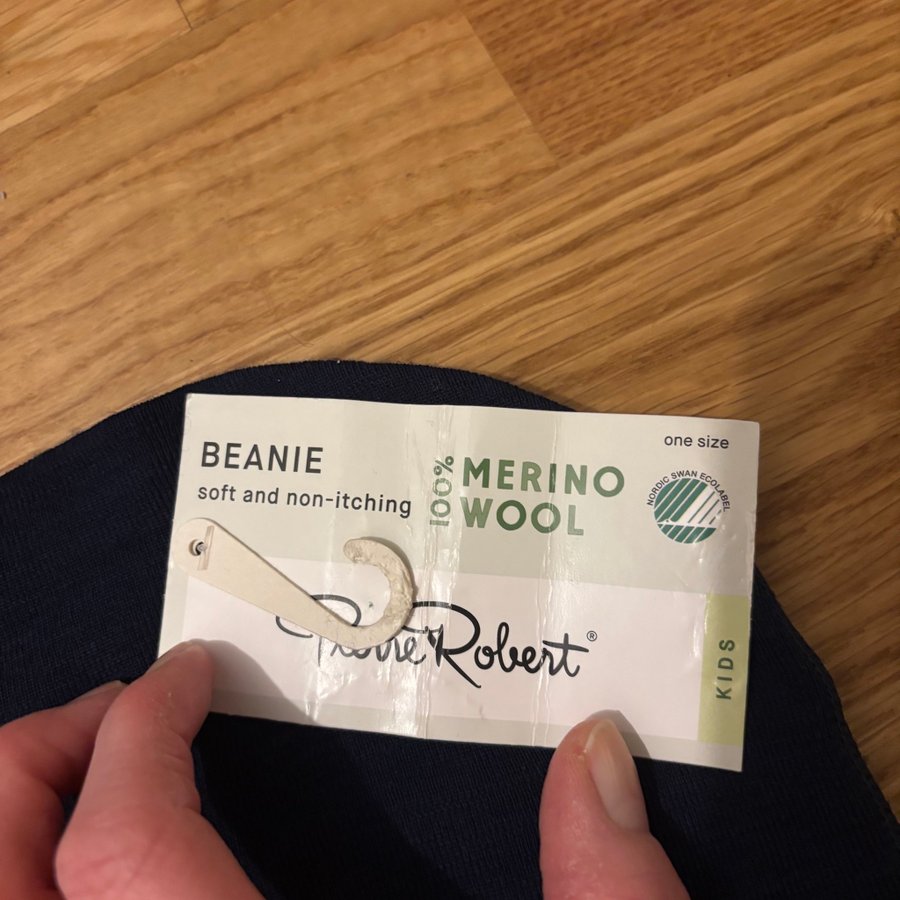 one size
BEANIE
soft and non-itching
100%
MERINO
WOOL
NORDIC SWAN ECOLABEL
Pierre Robert®
KIDS